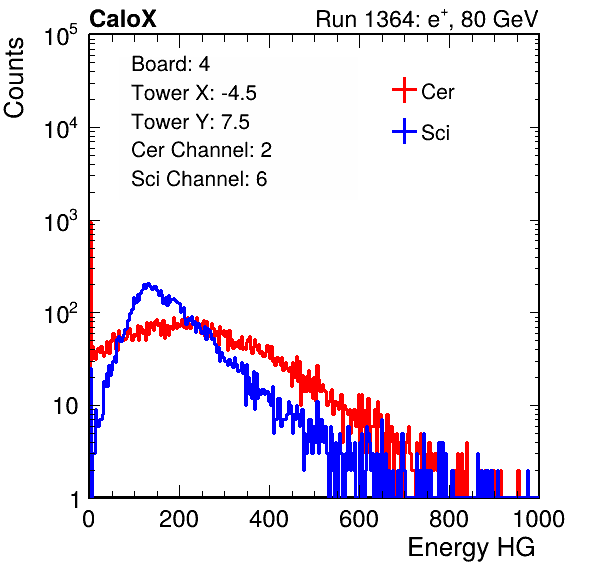 CaloX Run 1364: e⁺, 80 GeV
Counts
10⁵
10⁴
10³
10²
10
1
Board: 4
Tower X: -4.5
Tower Y: 7.5
Cer Channel: 2
Sci Channel: 6
Cer
Sci
0 200 400 600 800 1000
Energy HG